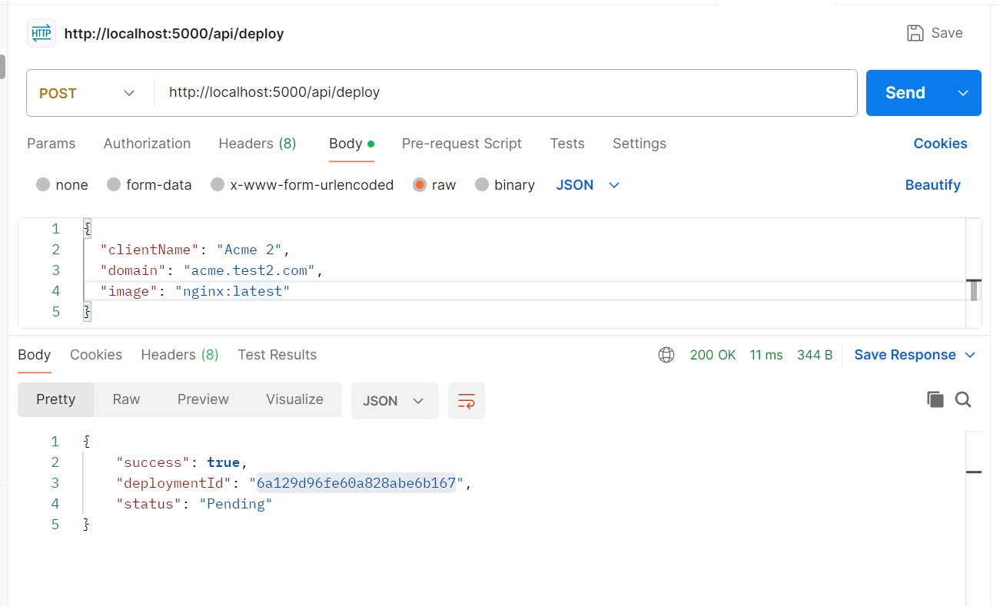 HTTP http://localhost:5000/api/deploy Save
POST http://localhost:5000/api/deploy Send
Params Authorization Headers (8) Body Pre-request Script Tests Settings Cookies
none form-data x-www-form-urlencoded raw binary JSON Beautify
1 {
2 "clientName": "Acme 2",
3 "domain": "acme.test2.com",
4 "image": "nginx:latest"
5 }
Body Cookies Headers (8) Test Results 200 OK 11 ms 344 B Save Response
Pretty Raw Preview Visualize JSON
1 {
2 "success": true,
3 "deploymentId": "6a129d96fe60a828abe6b167",
4 "status": "Pending"
5 }